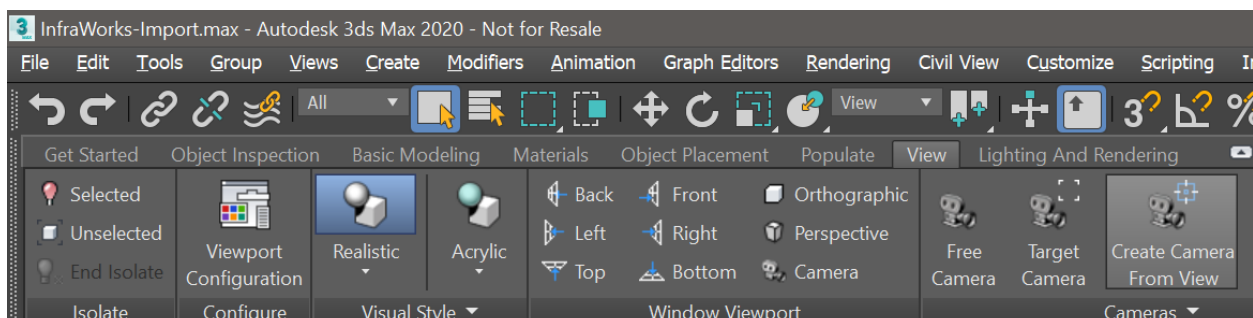 InfraWorks-Import.max - Autodesk 3ds Max 2020 - Not for Resale
File Edit Tools Group Views Create Modifiers Animation Graph Editors Rendering Civil View Customize Scripting
All View 3 %
Get Started Object Inspection Basic Modeling Materials Object Placement Populate View Lighting And Rendering
Selected
Unselected
End Isolate
Isolate
Viewport
Configuration
Configure
Realistic
Acrylic
Visual Style
Back Front Orthographic
Left Right Perspective
Top Bottom Camera
Window Viewport
Free
Camera
Target
Camera
Create Camera
From View
Cameras